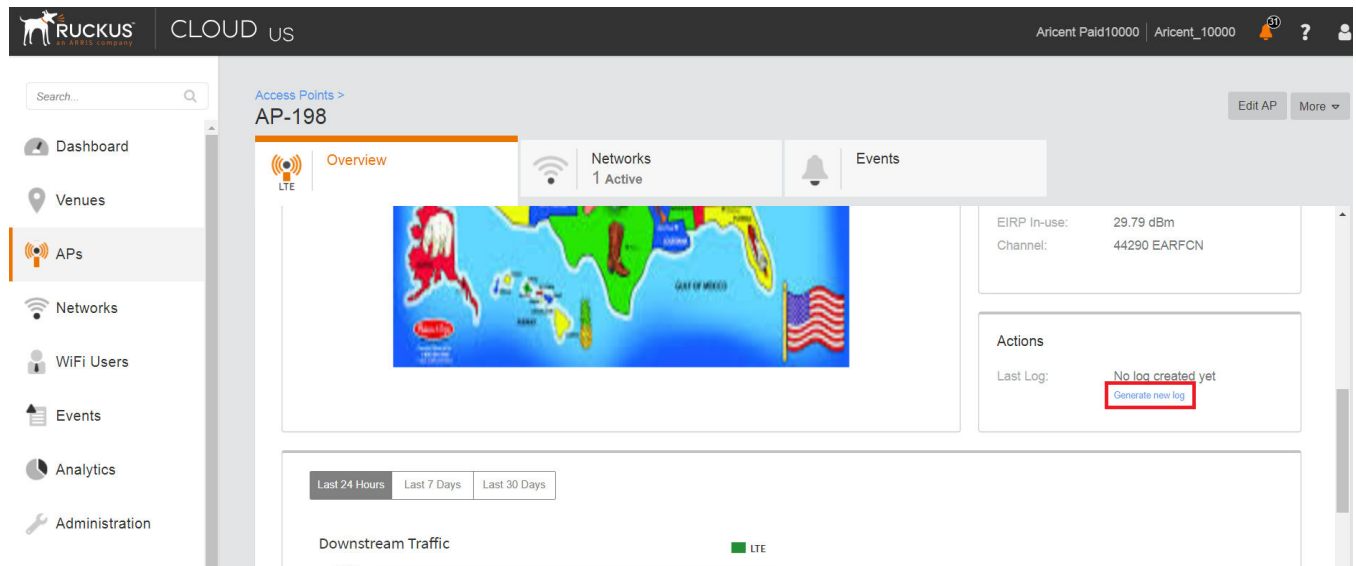 RUCKUS
an ARRIS company
CLOUD US
Aricent Paid10000 | Aricent_10000
31
?
Search...
Dashboard
Venues
APs
Networks
WiFi Users
Events
Analytics
Administration
Access Points >
AP-198
Edit AP
More
LTE
Overview
Networks
1 Active
Events
GULF OF MEXICO
EIRP In-use: 29.79 dBm
Channel: 44290 EARFCN
Actions
Last Log: No log created yet
Generate new log
Last 24 Hours
Last 7 Days
Last 30 Days
Downstream Traffic
LTE